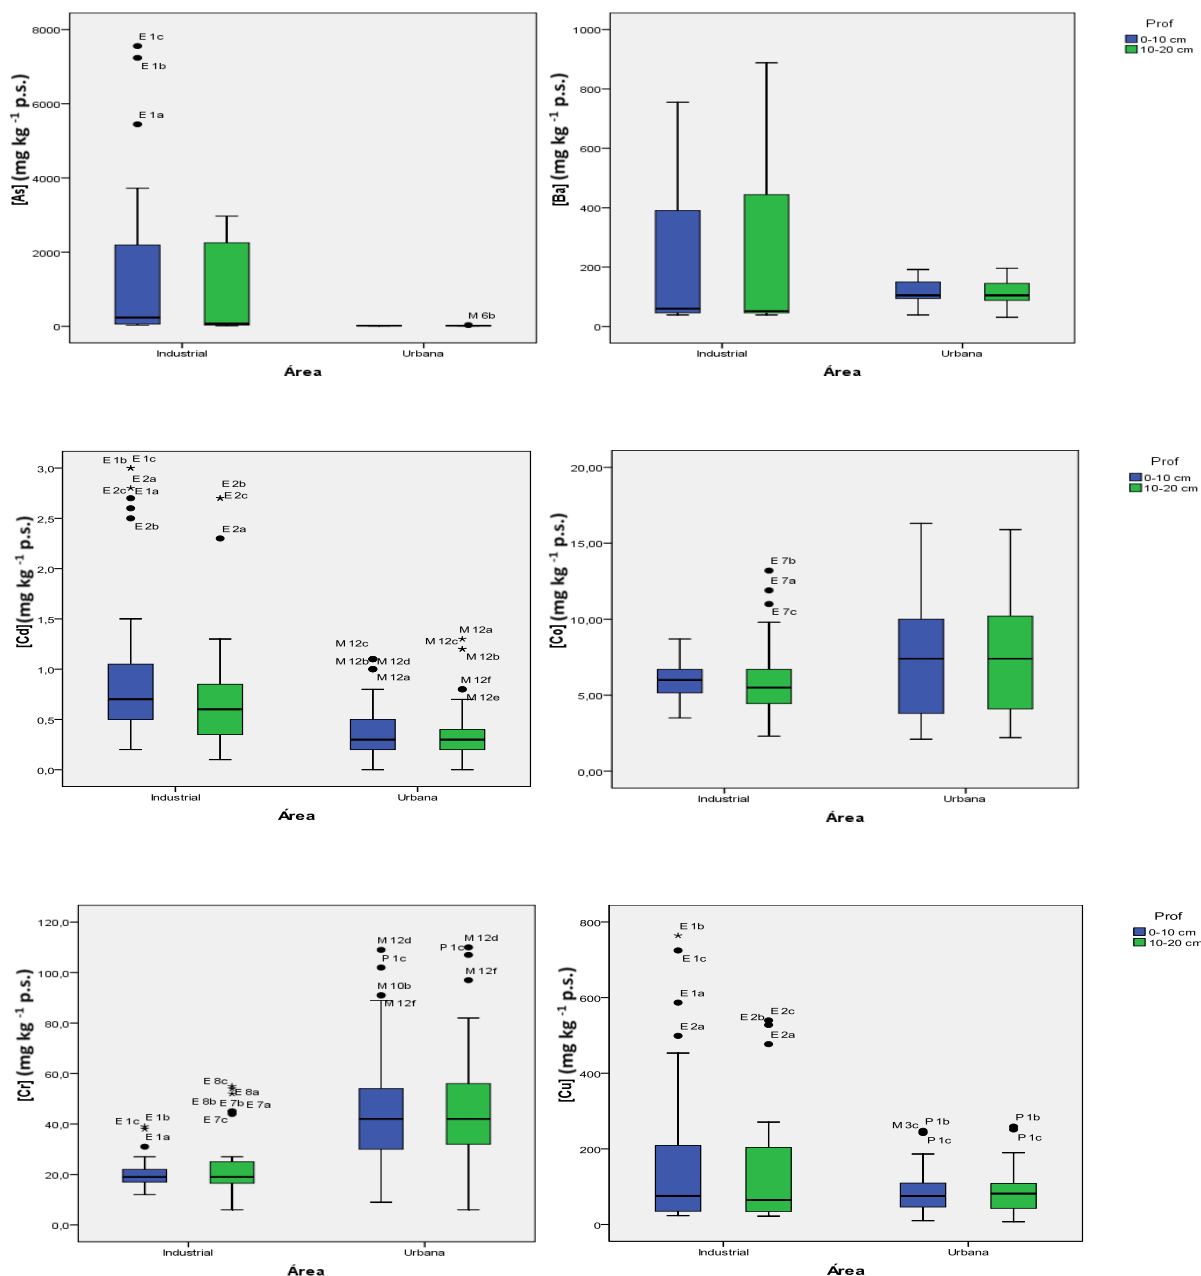 [As] (mg kg -1 p.s.)
8000
6000
4000
2000
0
E 1c
E 1b
E 1a
M 6b
Industrial
Urbana
Área
[Ba] (mg kg -1 p.s.)
1000
800
600
400
200
0
Industrial
Urbana
Área
Prof
0-10 cm
10-20 cm
[Cd] (mg kg -1 p.s.)
3,0
2,5
2,0
1,5
1,0
0,5
0,0
E 1b E 1c
E 2a
E 2c E 1a
E 2b
E 2b
E 2c
E 2a
M 12c
M 12b M 12d
M 12a
M 12a
M 12c
M 12b
M 12f
M 12e
Industrial
Urbana
Área
[Co] (mg kg -1 p.s.)
20,00
15,00
10,00
5,00
0,00
E 7b
E 7a
E 7c
Industrial
Urbana
Área
Prof
0-10 cm
10-20 cm
[Cr] (mg kg -1 p.s.)
120,0
100,0
80,0
60,0
40,0
20,0
0,0
E 1c E 1b
E 1a
E 8c
E 8a
E 8b E 7b E 7a
E 7c
M 12d
P 1c
M 10b
M 12f
M 12d
P 1c
M 12f
Industrial
Urbana
Área
[Cu] (mg kg -1 p.s.)
800
600
400
200
0
E 1b
E 1c
E 1a
E 2a
E 2b E 2c
E 2a
M 3c P 1b
P 1c
P 1b
P 1c
Industrial
Urbana
Área
Prof
0-10 cm
10-20 cm